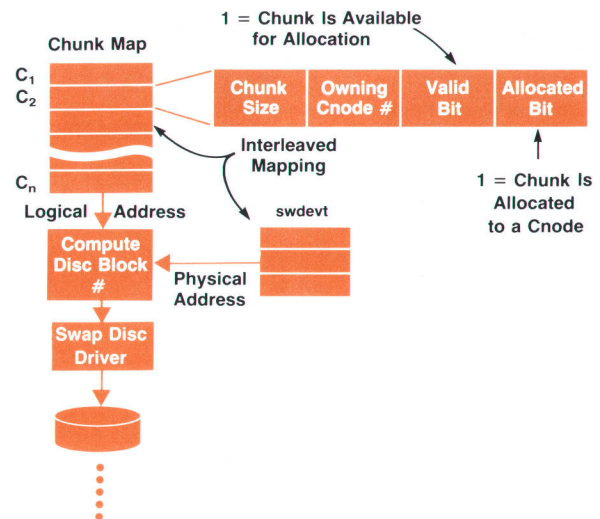 1 = Chunk Is Available
for Allocation
Chunk Map
C1
C2
Cn
Chunk
Size
Owning
Cnode #
Valid
Bit
Allocated
Bit
Interleaved
Mapping
1 = Chunk Is
Allocated
to a Cnode
Logical Address
swdevt
Compute
Disc Block
#
Physical
Address
Swap Disc
Driver